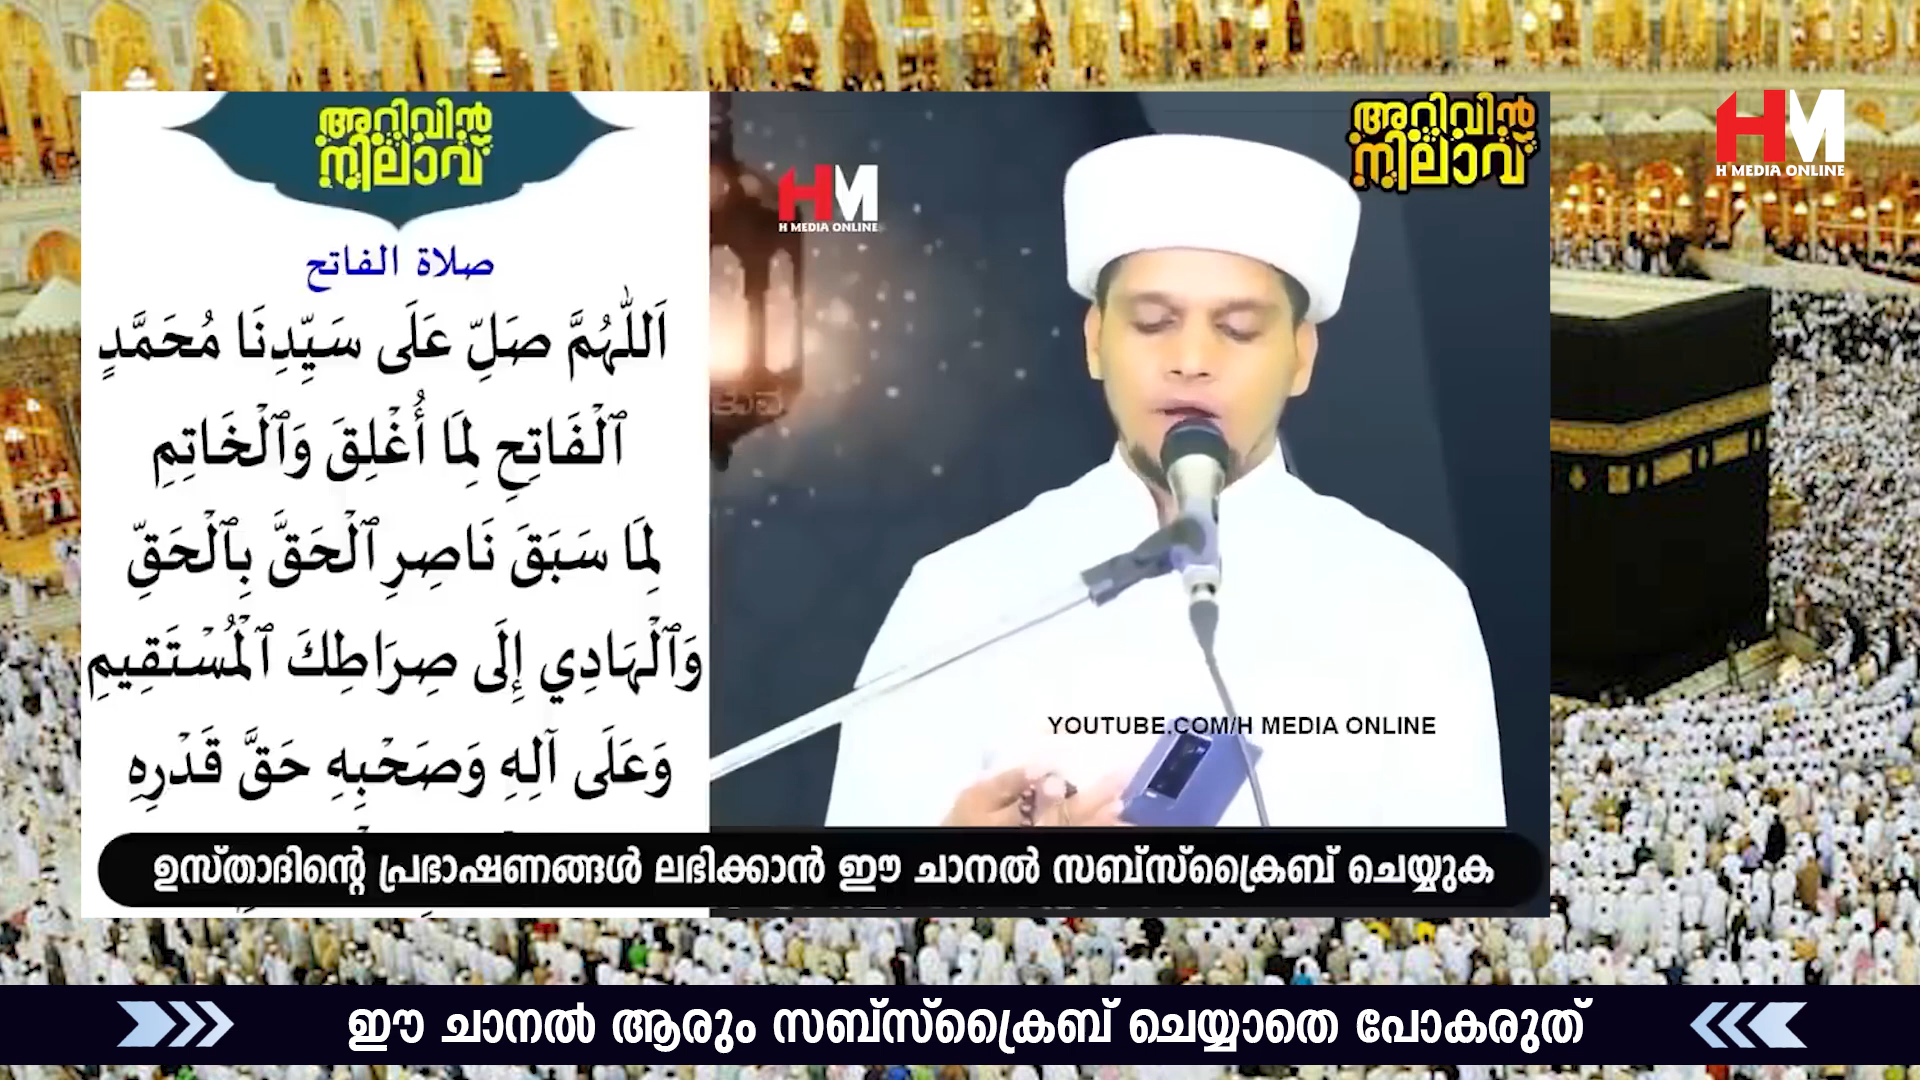 അറിവിൻ
നിലാവ്
صلاة الفاتح
اَللّٰهُمَّ صَلِّ عَلَى سَيِّدِنَا مُحَمَّدٍ
ٱلْفَاتِحِ لِمَا أُغْلِقَ وَٱلْخَاتِمِ
لِمَا سَبَقَ نَاصِرِ ٱلْحَقَّ بِٱلْحَقِّ
وَٱلْهَادِي إِلَى صِرَاطِكَ ٱلْمُسْتَقِيمِ
وَعَلَى آلِهِ وَصَحْبِهِ حَقَّ قَدْرِهِ
HM
H MEDIA ONLINE
അറിവിൻ
നിലാവ്
HM
H MEDIA ONLINE
YOUTUBE.COM/H MEDIA ONLINE
ഉസ്താദിന്റെ പ്രഭാഷണങ്ങൾ ലഭിക്കാൻ ഈ ചാനൽ സബ്സ്ക്രൈബ് ചെയ്യുക
ഈ ചാനൽ ആരും സബ്സ്ക്രൈബ് ചെയ്യാതെ പോകരുത്